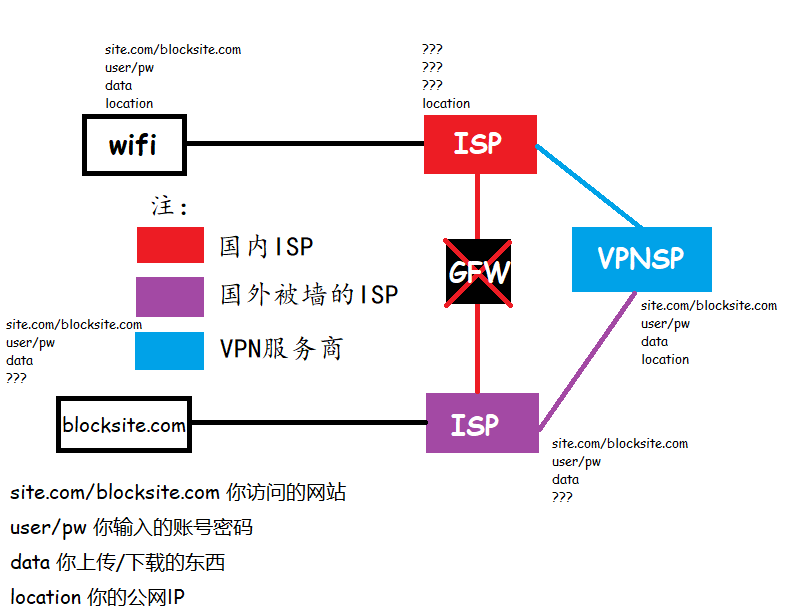 site.com/blocksite.com
user/pw
data
location
???
???
???
location
wifi
ISP
注：
国内ISP
国外被墙的ISP
VPN服务商
GFW
VPNSP
site.com/blocksite.com
user/pw
data
location
site.com/blocksite.com
user/pw
data
???
blocksite.com
ISP
site.com/blocksite.com
user/pw
data
???
site.com/blocksite.com 你访问的网站
user/pw 你输入的账号密码
data 你上传/下载的东西
location 你的公网IP